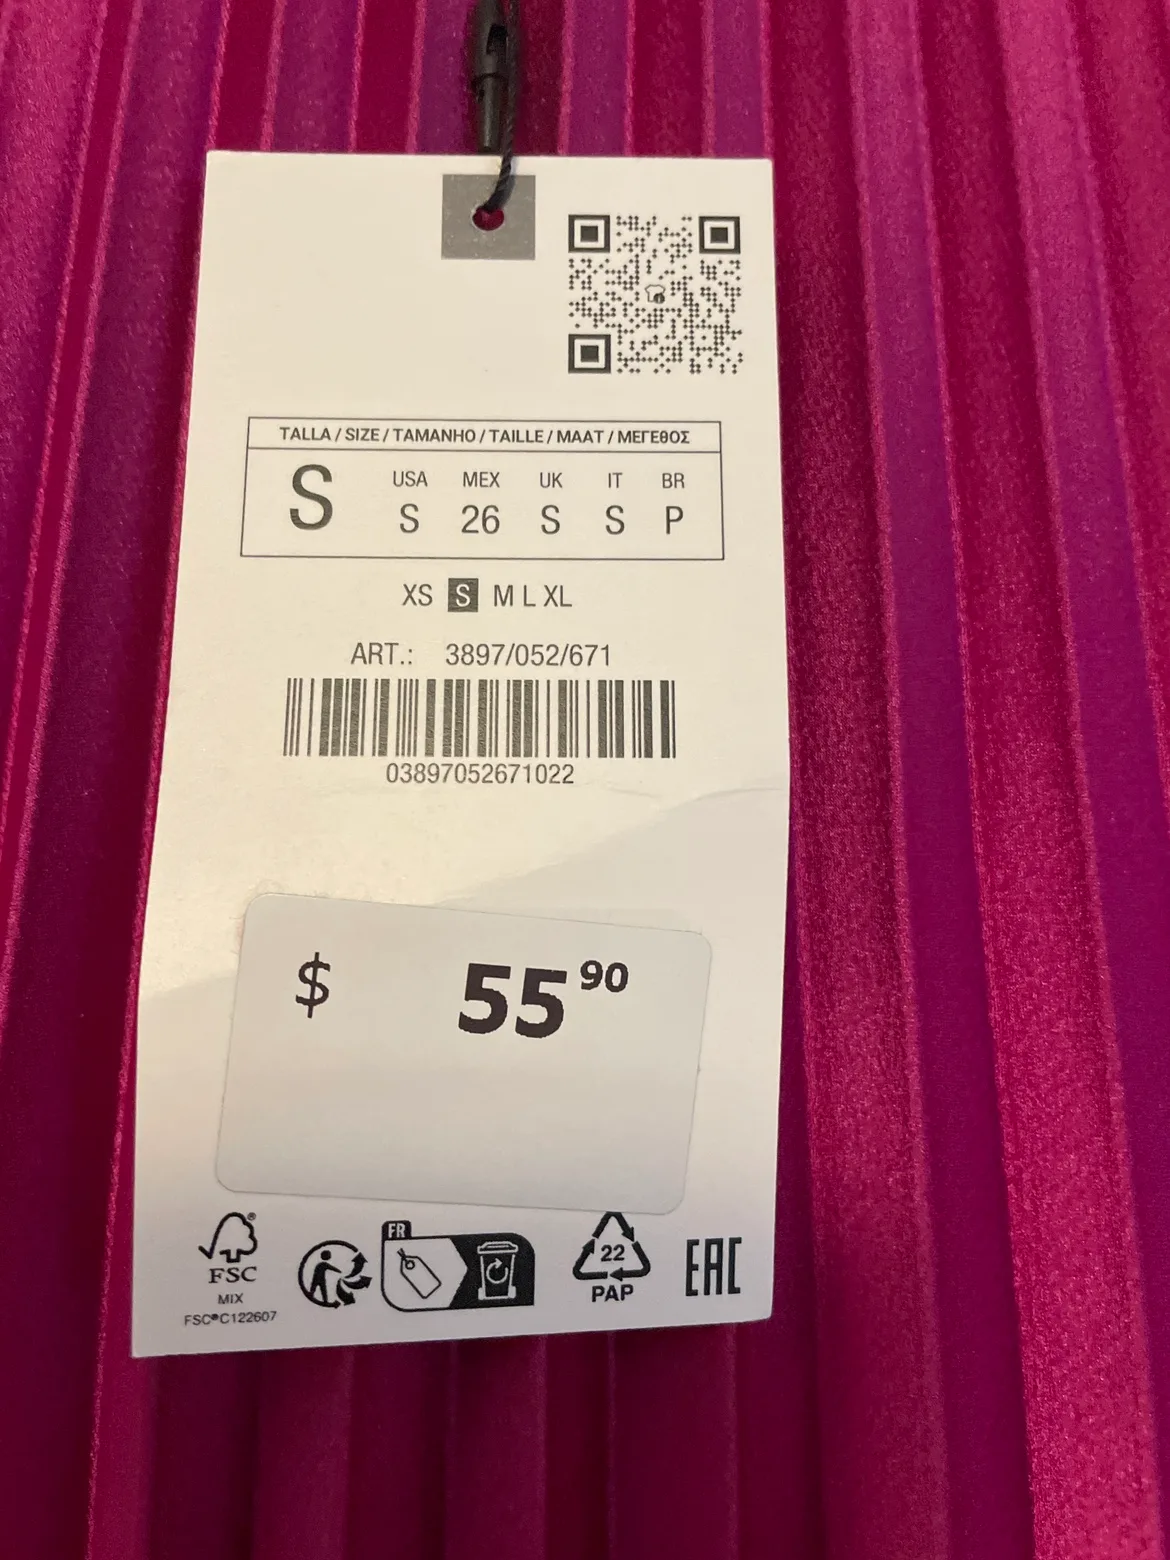 TALLA / SIZE / TAMANHO / TAILLE / MAAT / ΜΕΓΕΘΟΣ
S
USA MEX UK IT BR
S 26 S S P
XS S M L XL
ART.: 3897/052/671
03897052671022
$ 55 90
FR
FSC®
MIX
FSC®C122607
22
PAP
EAC